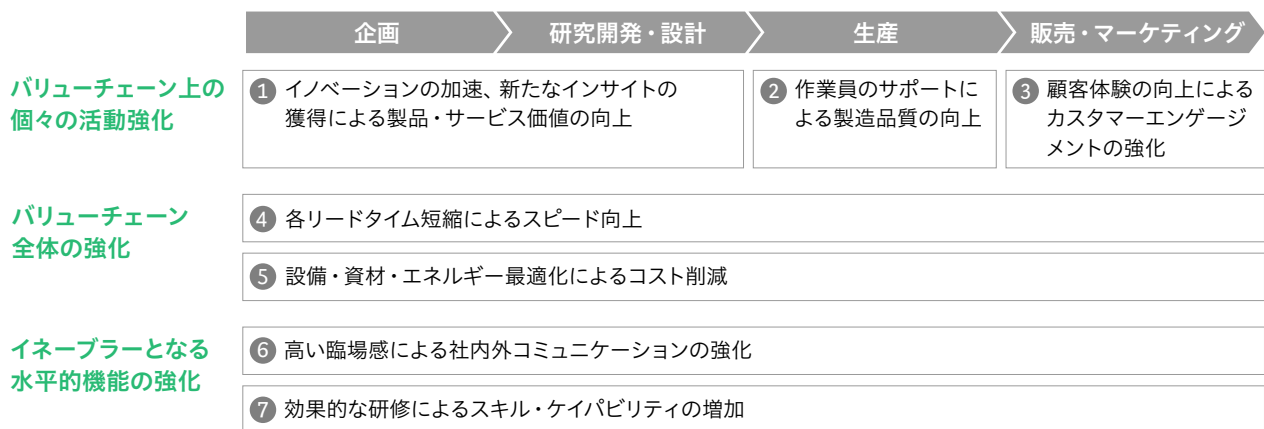 企画
研究開発・設計
生産
販売・マーケティング
バリューチェーン上の
個々の活動強化
1 イノベーションの加速、新たなインサイトの
獲得による製品・サービス価値の向上
2 作業員のサポートに
よる製造品質の向上
3 顧客体験の向上による
カスタマーエンゲージ
メントの強化
バリューチェーン
全体の強化
4 各リードタイム短縮によるスピード向上
5 設備・資材・エネルギー最適化によるコスト削減
イネーブラーとなる
水平的機能の強化
6 高い臨場感による社内外コミュニケーションの強化
7 効果的な研修によるスキル・ケイパビリティの増加